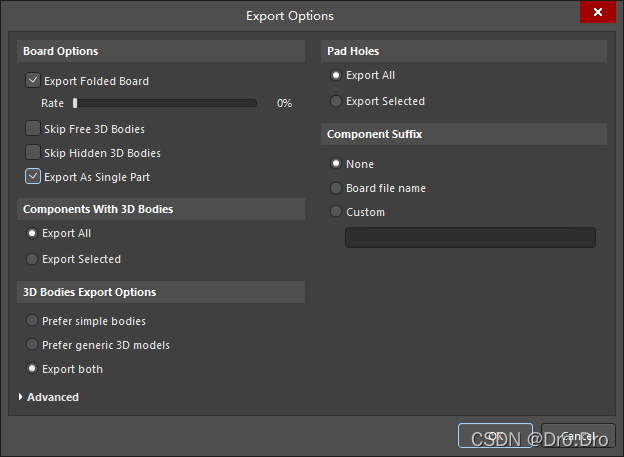 Export Options
Board Options
Export Folded Board
Rate 0%
Skip Free 3D Bodies
Skip Hidden 3D Bodies
Export As Single Part
Components With 3D Bodies
Export All
Export Selected
3D Bodies Export Options
Prefer simple bodies
Prefer generic 3D models
Export both
Advanced
Pad Holes
Export All
Export Selected
Component Suffix
None
Board file name
Custom
OK
Cancel
CSDN @Dro.Dro